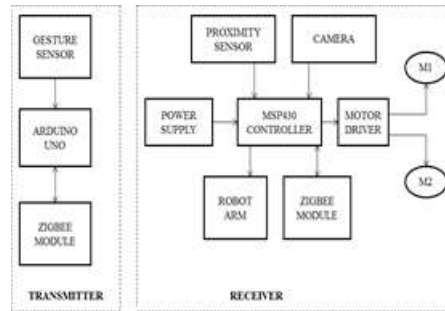 GESTURE
SENSOR
ARDUINO
UNO
ZIGBEE
MODULE
TRANSMITTER
PROXIMITY
SENSOR
CAMERA
POWER
SUPPLY
MSP430
CONTROLLER
MOTOR
DRIVER
M1
M2
ROBOT
ARM
ZIGBEE
MODULE
RECEIVER